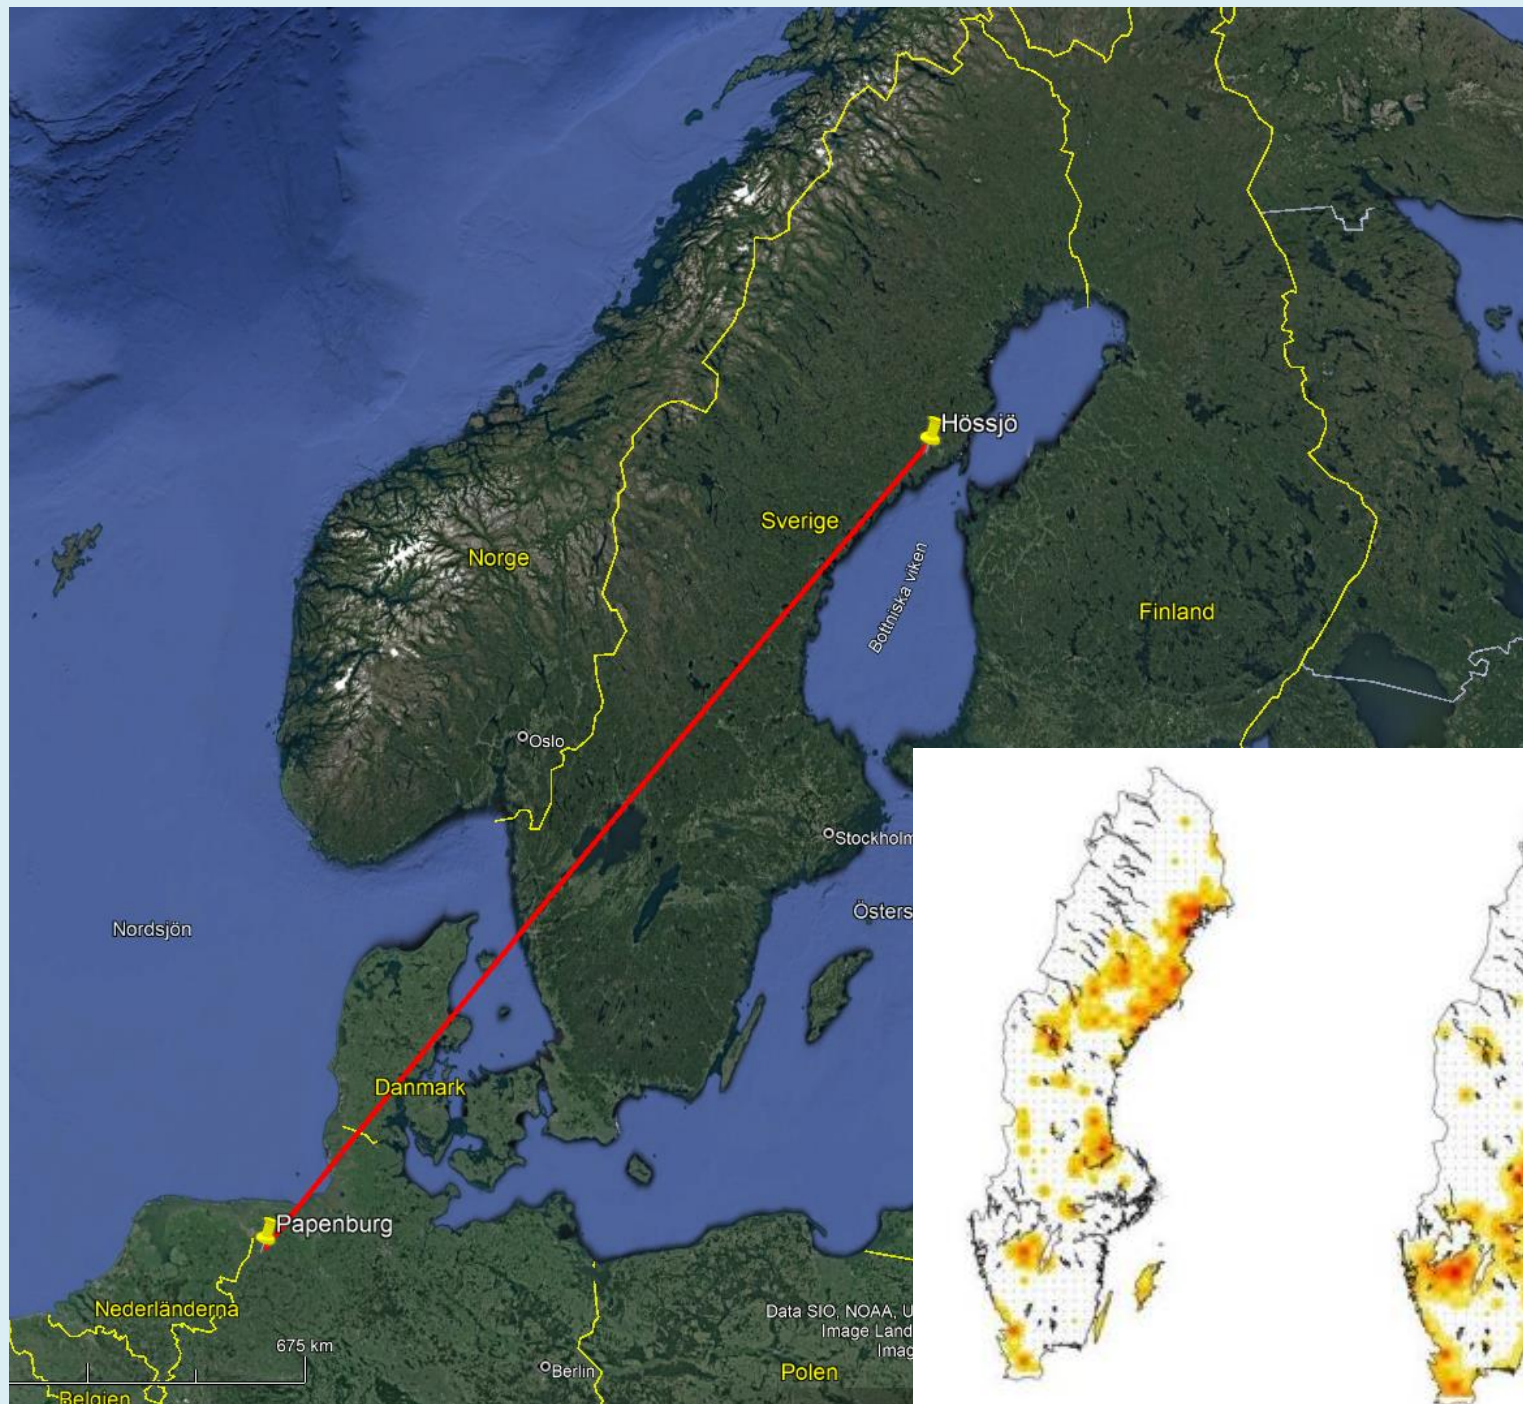 Hössjö
Sverige
Norge
Bottniska viken
Finland
Oslo
Stockholm
Östers
Nordsjön
Danmark
Papenburg
Nederländerna
Data SIO, NOAA, U
Image Land
Imag
675 km
Berlin
Polen
Belgien